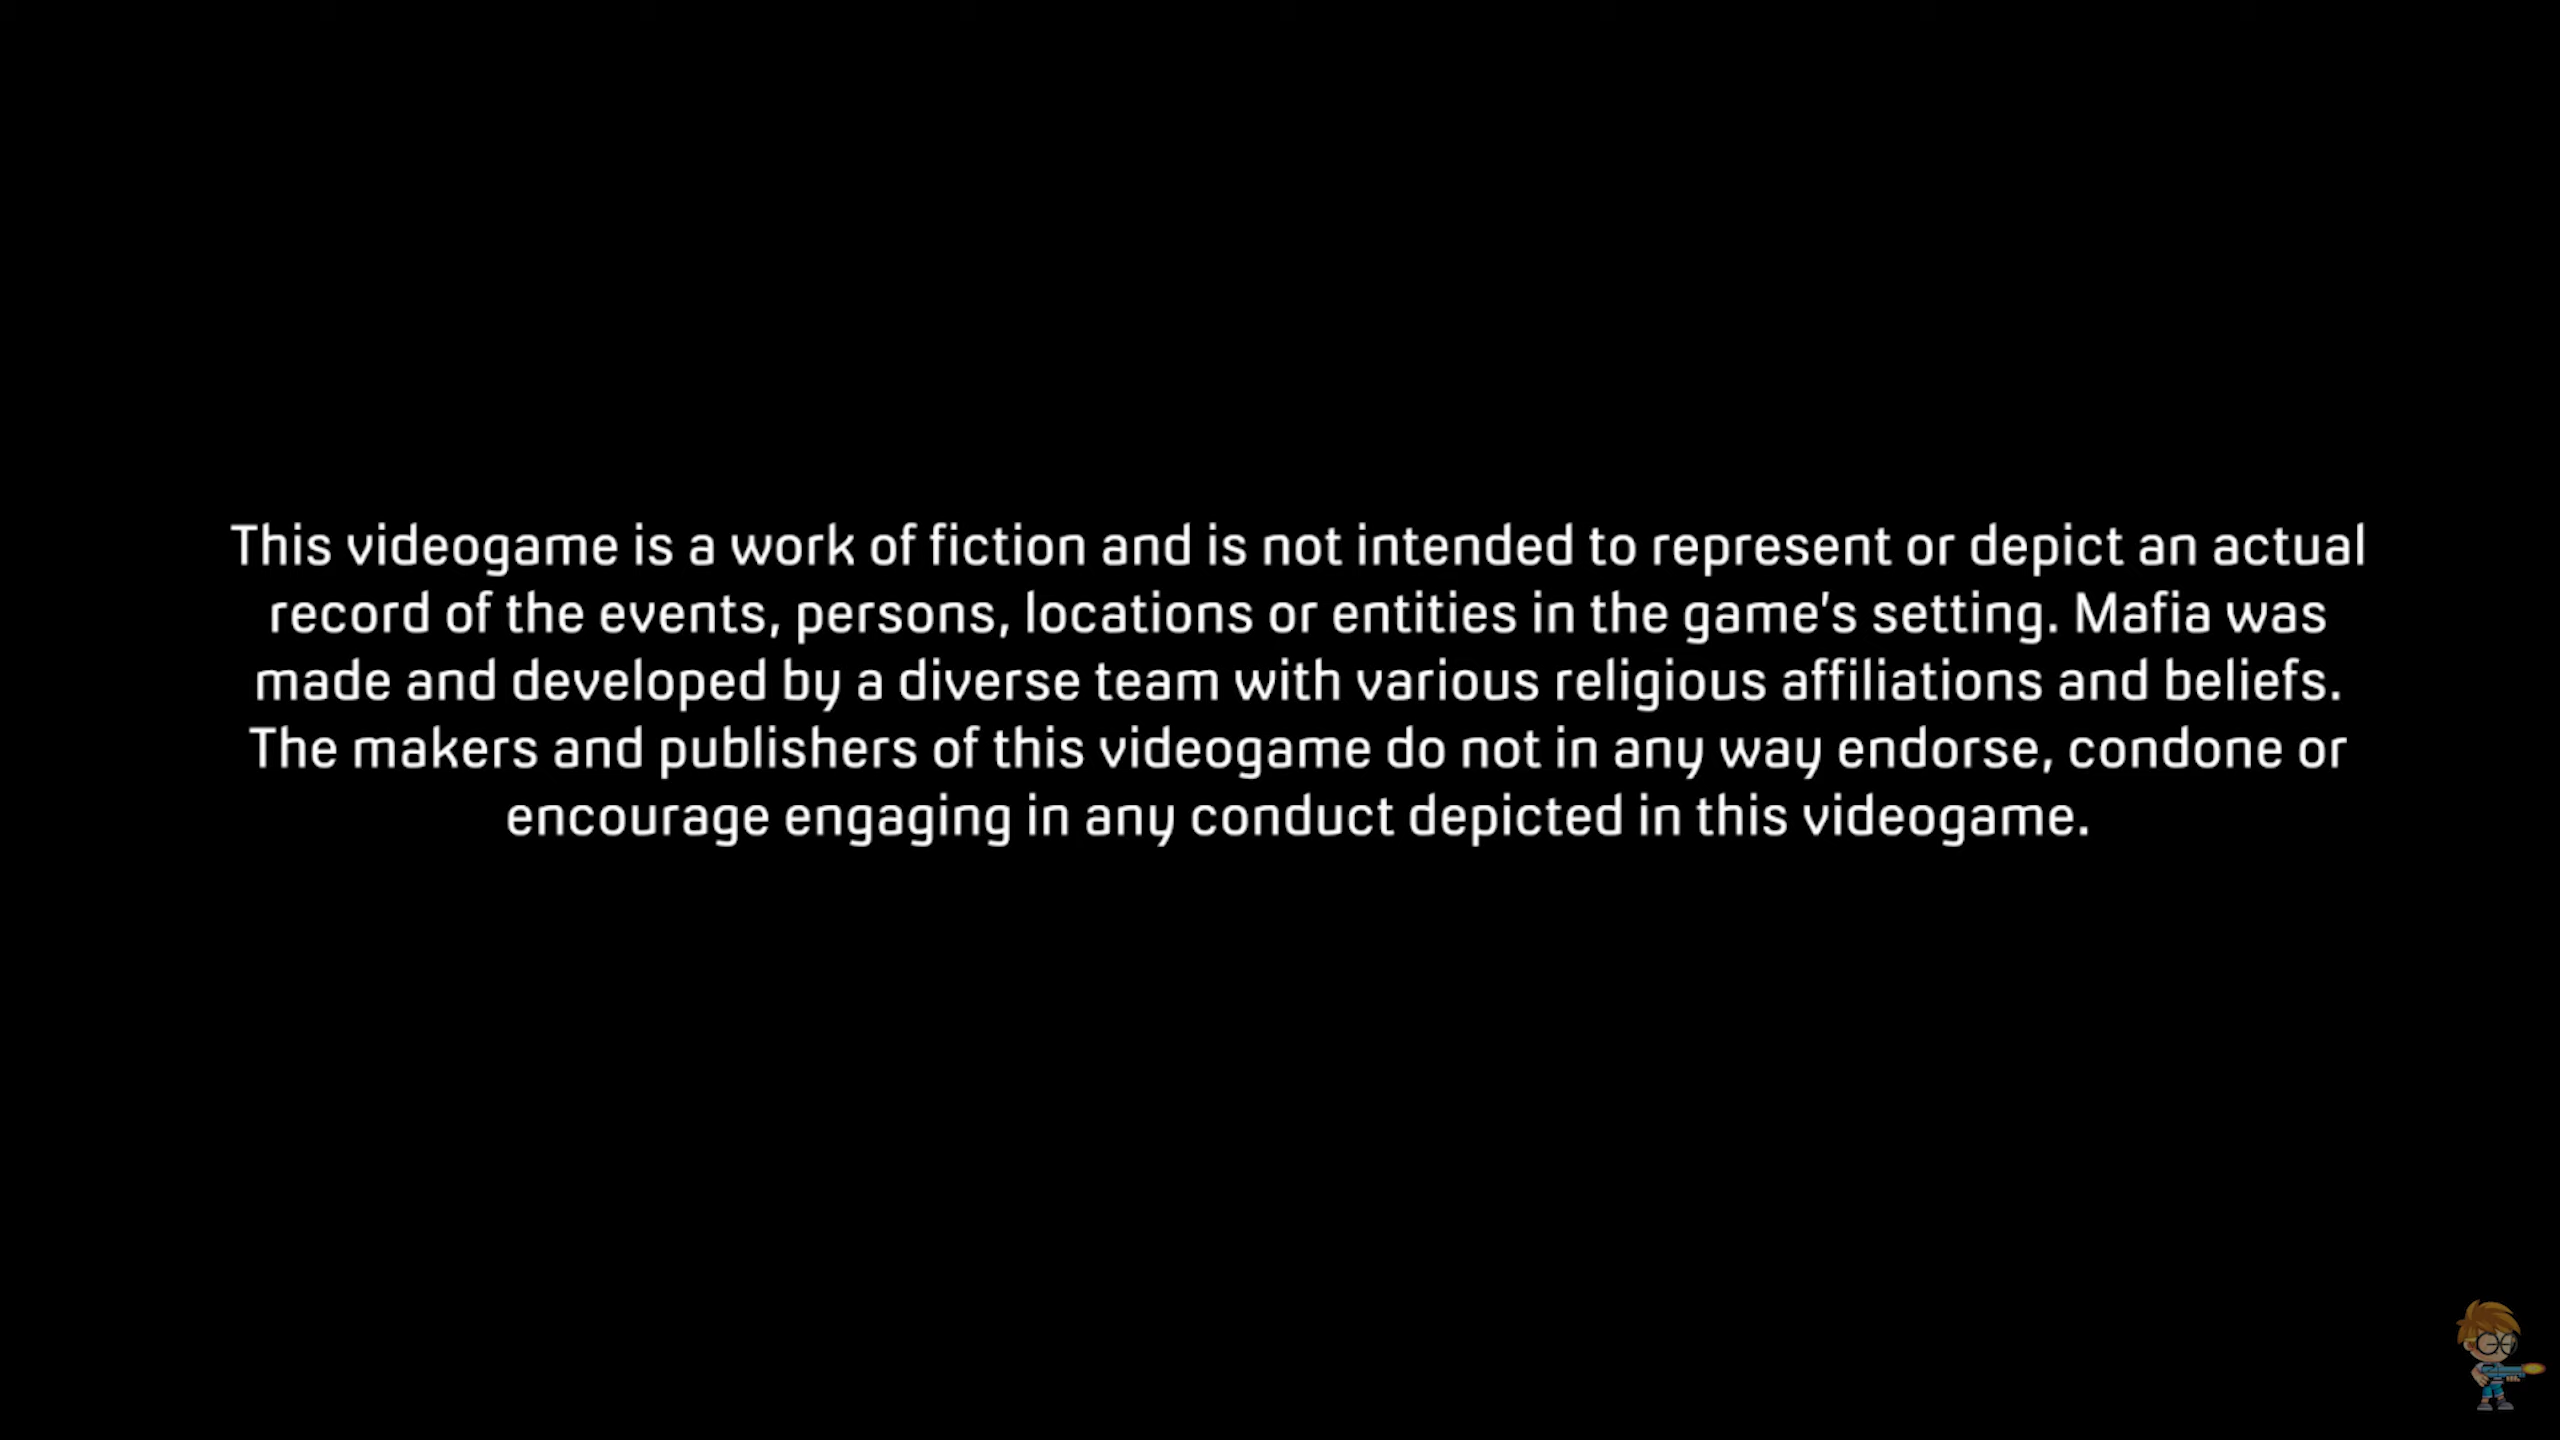 This videogame is a work of fiction and is not intended to represent or depict an actual
record of the events, persons, locations or entities in the game's setting. Mafia was
made and developed by a diverse team with various religious affiliations and beliefs.
The makers and publishers of this videogame do not in any way endorse, condone or
encourage engaging in any conduct depicted in this videogame.